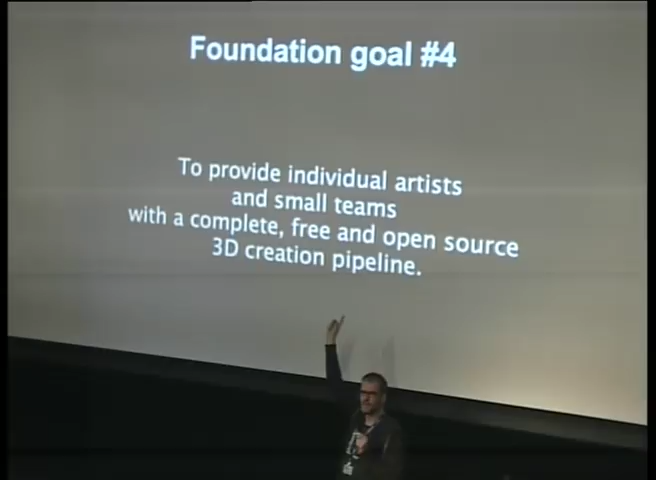 Foundation goal #4
To provide individual artists
and small teams
with a complete, free and open source
3D creation pipeline.